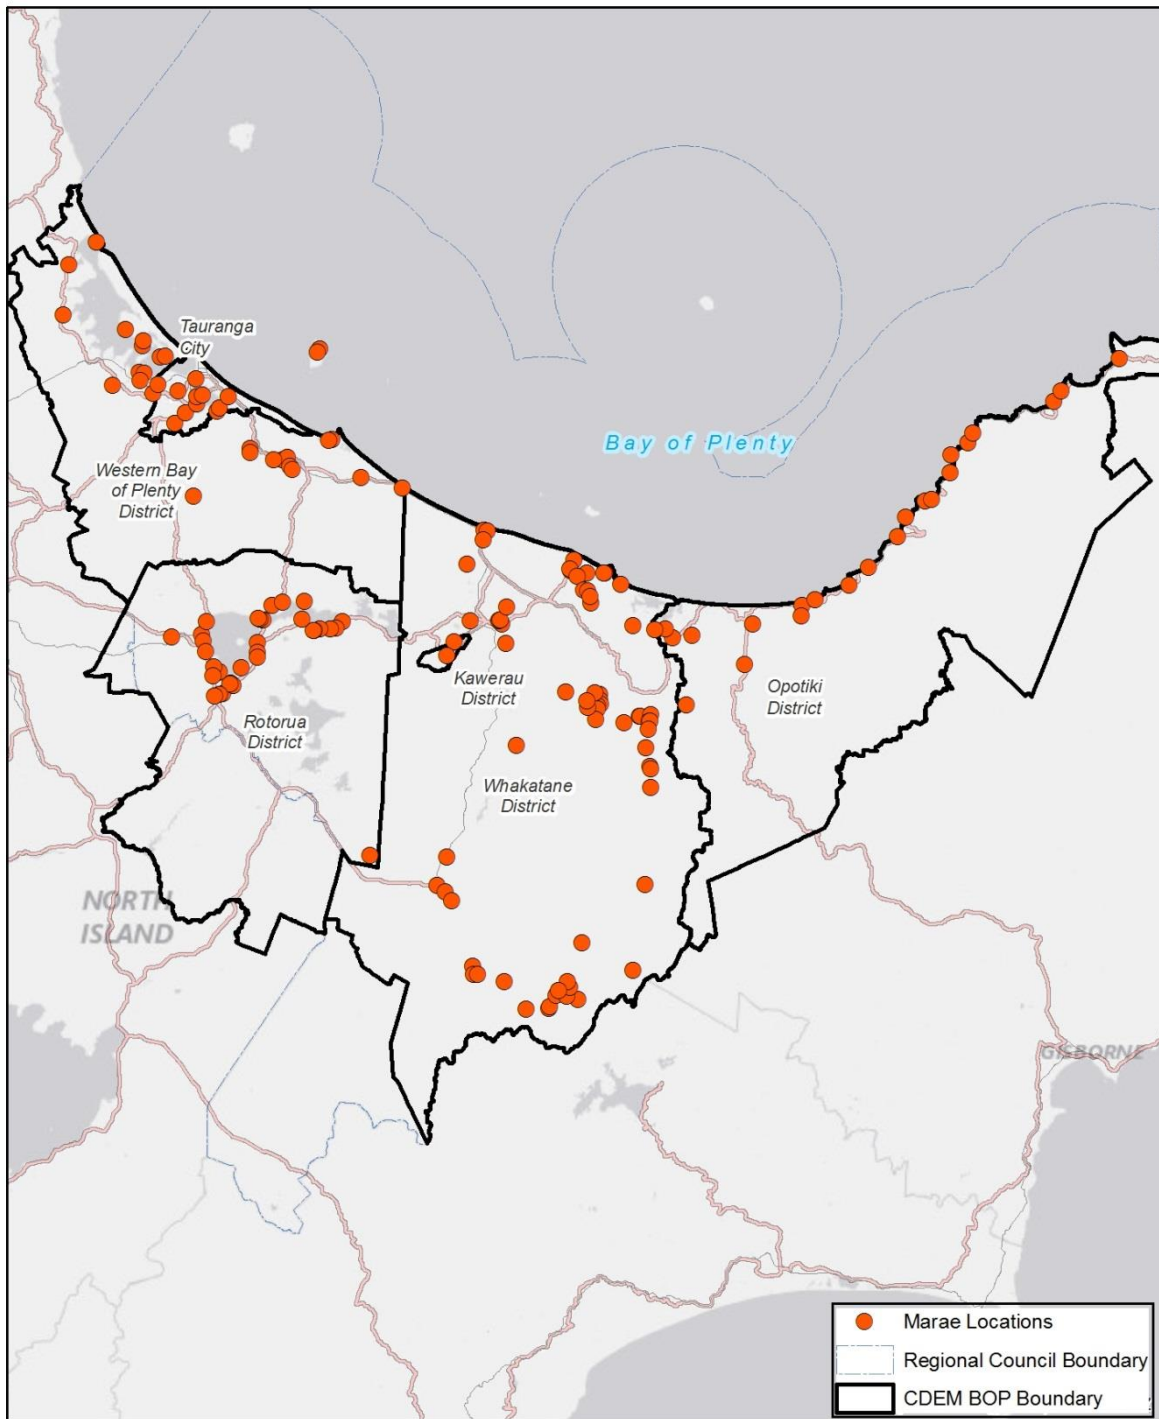 Tauranga
City
Bay of Plenty
Western Bay
of Plenty
District
Kawerau
District
Opotiki
District
Rotorua
District
Whakatane
District
NORTH
ISLAND
GISBORNE
Marae Locations
Regional Council Boundary
CDEM BOP Boundary